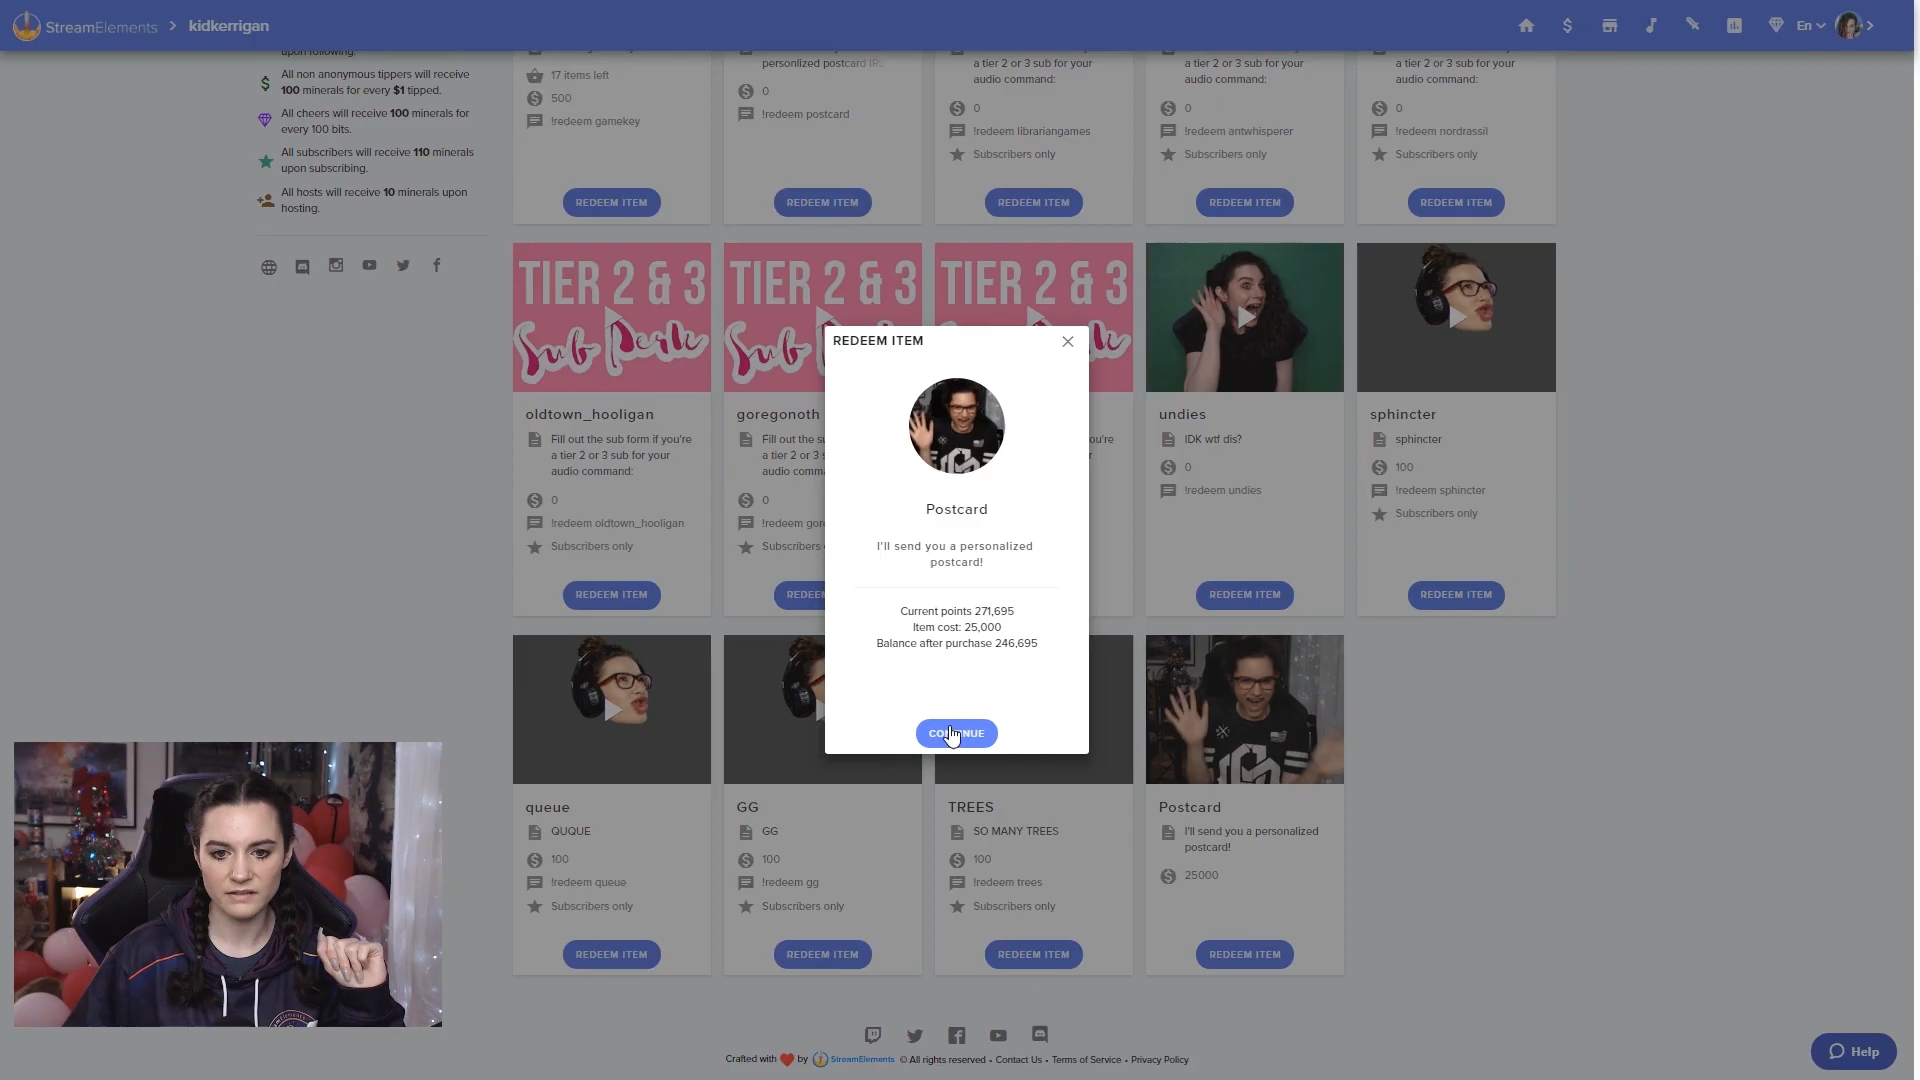 StreamElements > kidkerrigan
En
All non anonymous tippers will receive
100 minerals for every $1 tipped.
All cheers will receive 100 minerals for
every 100 bits.
All subscribers will receive 110 minerals
upon subscribing.
All hosts will receive 10 minerals upon
hosting.
17 items left
500
!redeem gamekey
REDEEM ITEM
personlized postcard
0
!redeem postcard
REDEEM ITEM
a tier 2 or 3 sub for your
audio command:
0
!redeem librariangames
Subscribers only
REDEEM ITEM
a tier 2 or 3 sub for your
audio command:
0
!redeem antwhisperer
Subscribers only
REDEEM ITEM
a tier 2 or 3 sub for your
audio command:
0
!redeem nordrassil
Subscribers only
REDEEM ITEM
TIER 2 & 3
Sub Perk
oldtown_hooligan
Fill out the sub form if you're
a tier 2 or 3 sub for your
audio command:
0
!redeem oldtown_hooligan
Subscribers only
REDEEM ITEM
TIER 2 & 3
goregonoth
Fill out the
a tier 2 or 3
audio
0
!redeem
Subscribers
TIER 2 & 3
undies
IDK wtf dis?
0
!redeem undies
REDEEM ITEM
sphincter
sphincter
100
!redeem sphincter
Subscribers only
REDEEM ITEM
REDEEM ITEM
Postcard
I'll send you a personalized
postcard!
Current points 271,695
Item cost: 25,000
Balance after purchase 246,695
CONTINUE
queue
QUQUE
100
!redeem queue
Subscribers only
REDEEM ITEM
GG
GG
100
!redeem gg
Subscribers only
REDEEM ITEM
TREES
SO MANY TREES
100
!redeem trees
Subscribers only
REDEEM ITEM
Postcard
I'll send you a personalized
postcard!
25000
REDEEM ITEM
Crafted with by StreamElements © All rights reserved • Contact Us • Terms of Service • Privacy Policy
Help